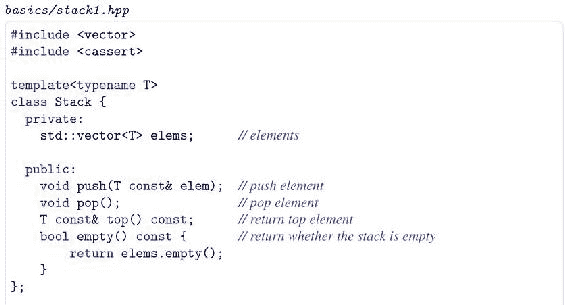 basics/stack1.hpp
#include <vector>
#include <cassert>
template<typename T>
class Stack {
private:
std::vector<T> elems; // elements
public:
void push(T const& elem); // push element
void pop(); // pop element
T const& top() const; // return top element
bool empty() const { // return whether the stack is empty
return elems.empty();
}
};